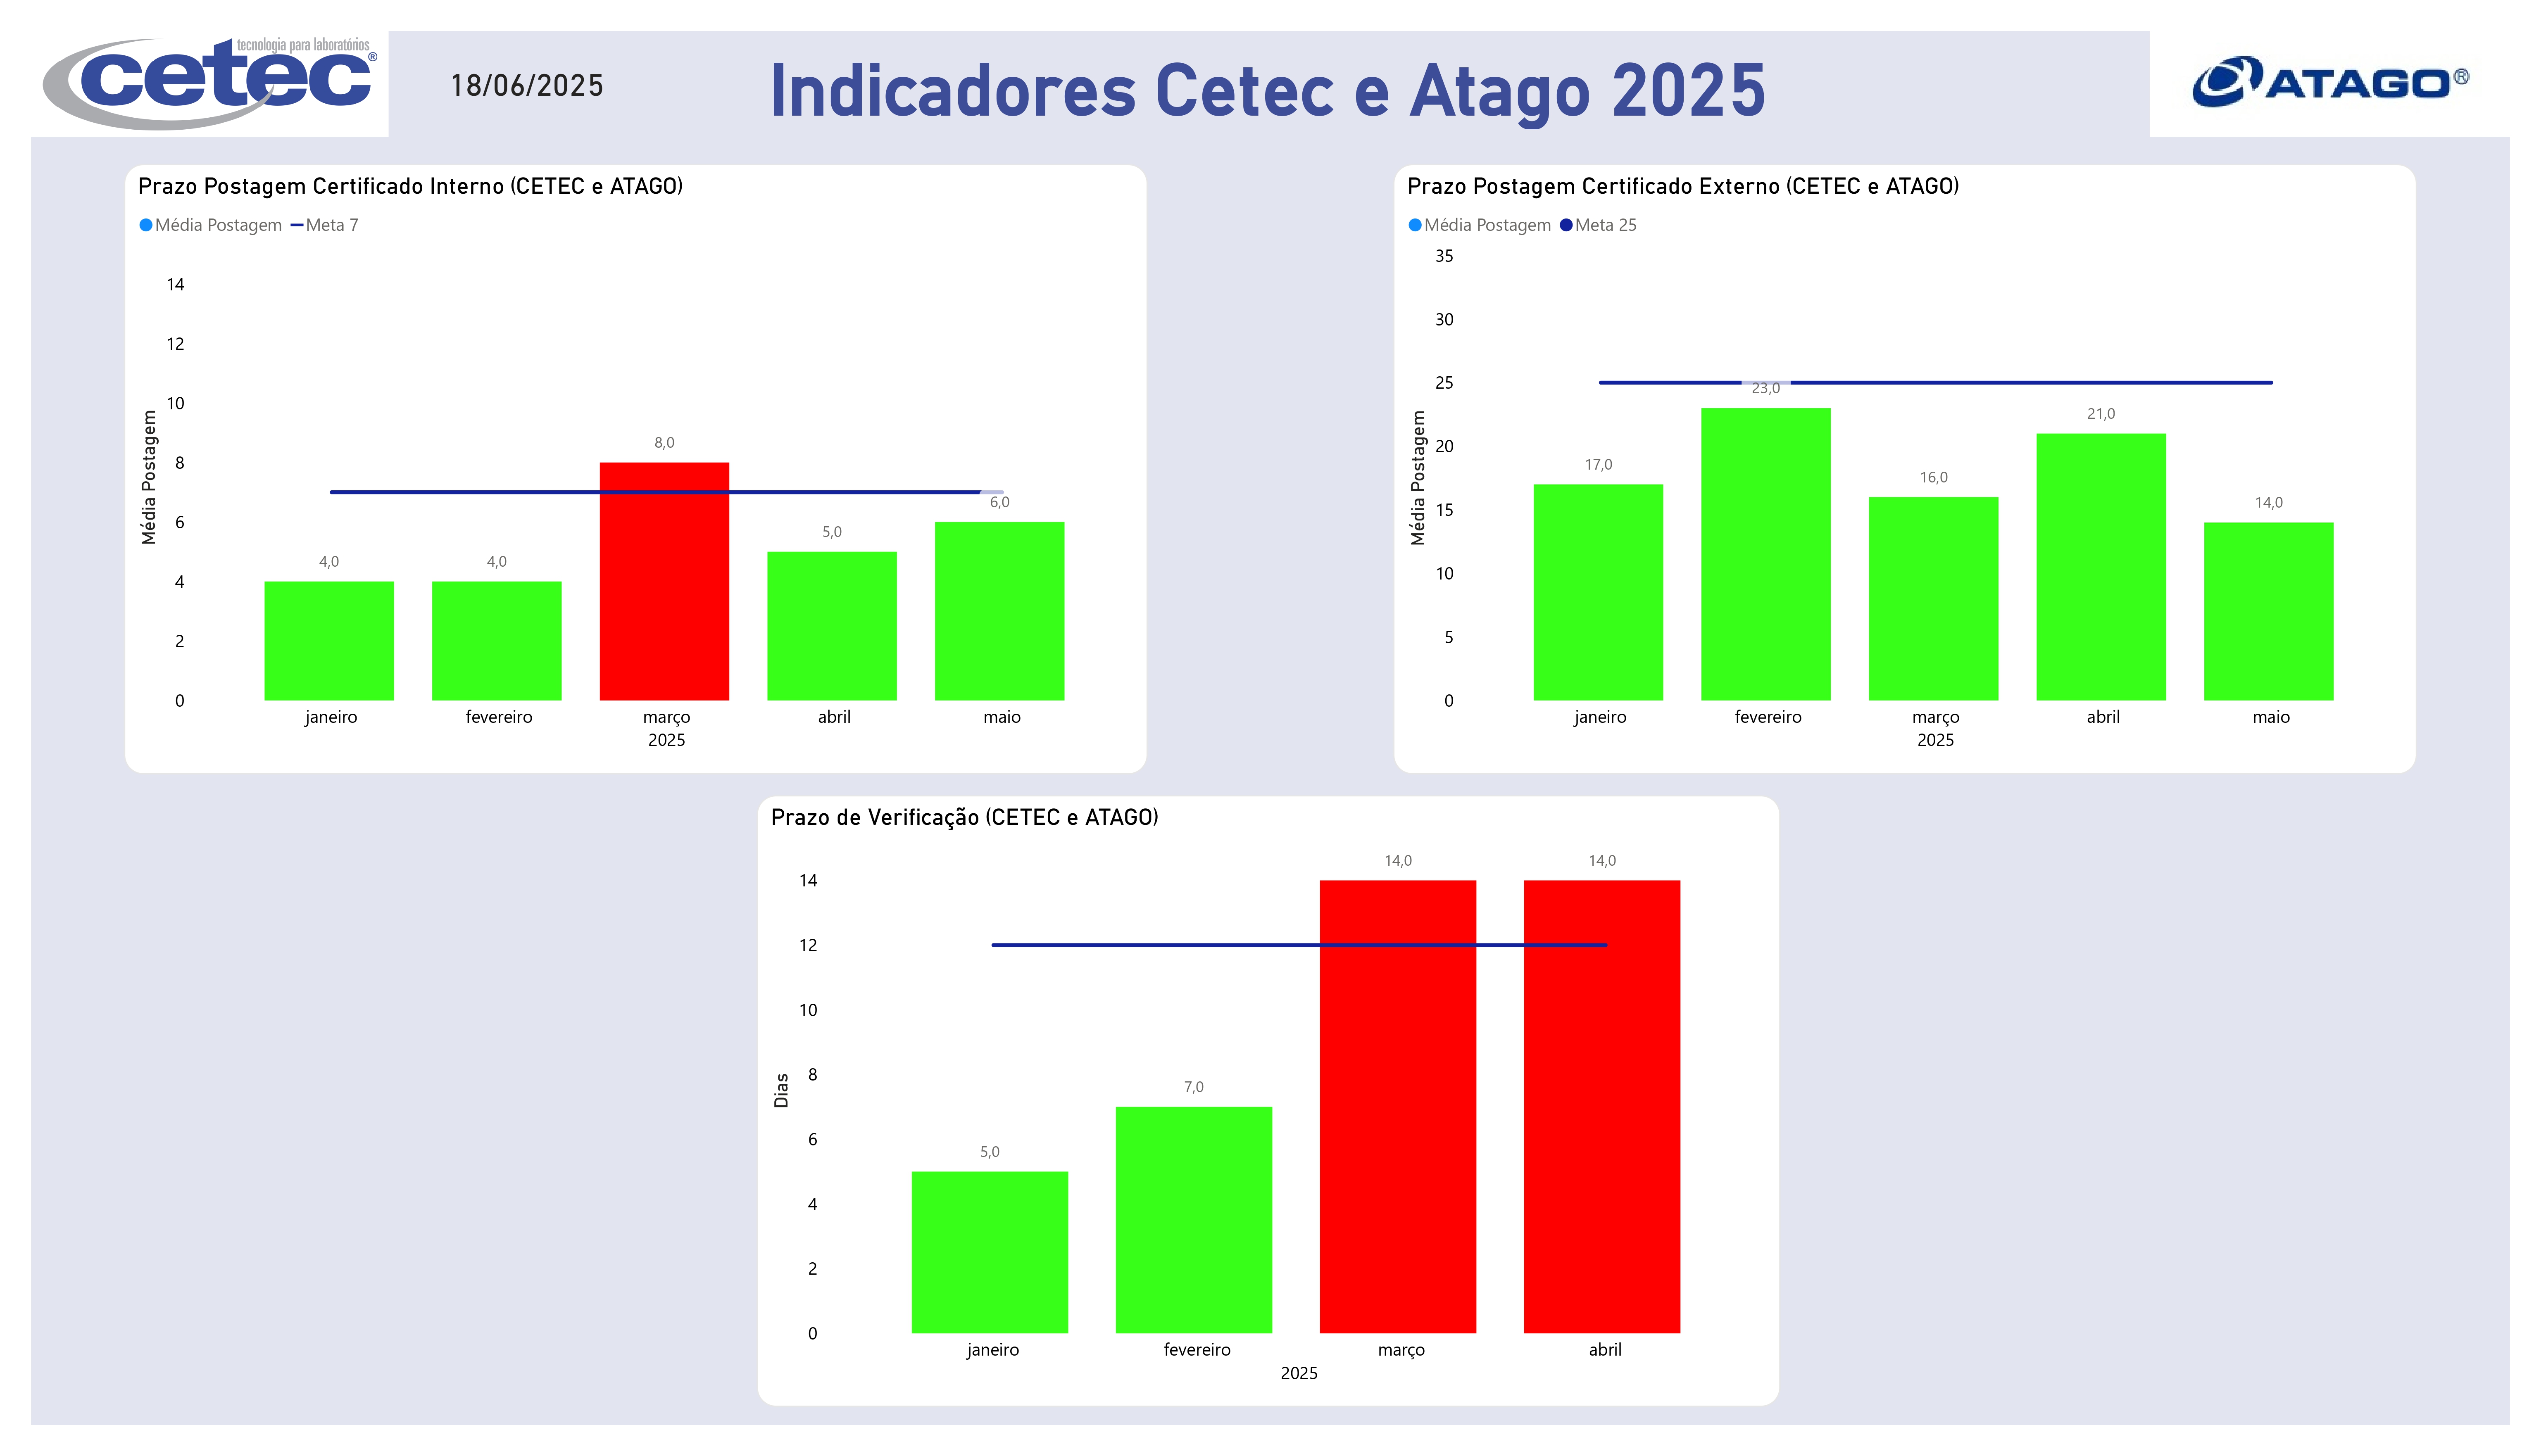 tecnologia para laboratórios
cetec®
18/06/2025
Indicadores Cetec e Atago 2025
ATAGO®
Prazo Postagem Certificado Interno (CETEC e ATAGO)
Média Postagem Meta 7
Média Postagem
14
12
10
8
6
4
2
0
4,0
4,0
8,0
5,0
6,0
janeiro fevereiro março abril maio
2025
Prazo Postagem Certificado Externo (CETEC e ATAGO)
Média Postagem Meta 25
Média Postagem
35
30
25
20
15
10
5
0
17,0
23,0
16,0
21,0
14,0
janeiro fevereiro março abril maio
2025
Prazo de Verificação (CETEC e ATAGO)
Dias
14
12
10
8
6
4
2
0
5,0
7,0
14,0
14,0
janeiro fevereiro março abril
2025